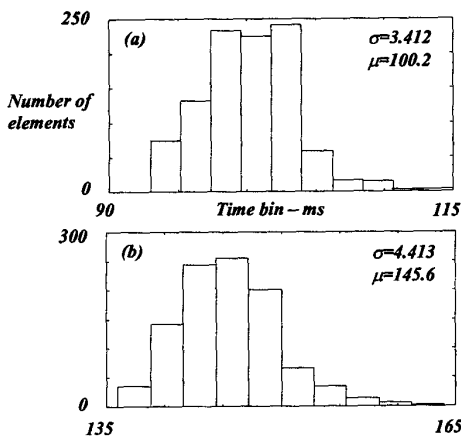 250
(a)
σ=3.412
μ=100.2
Number of
elements
0
90
Time bin – ms
115
300
(b)
σ=4.413
μ=145.6
0
135
165